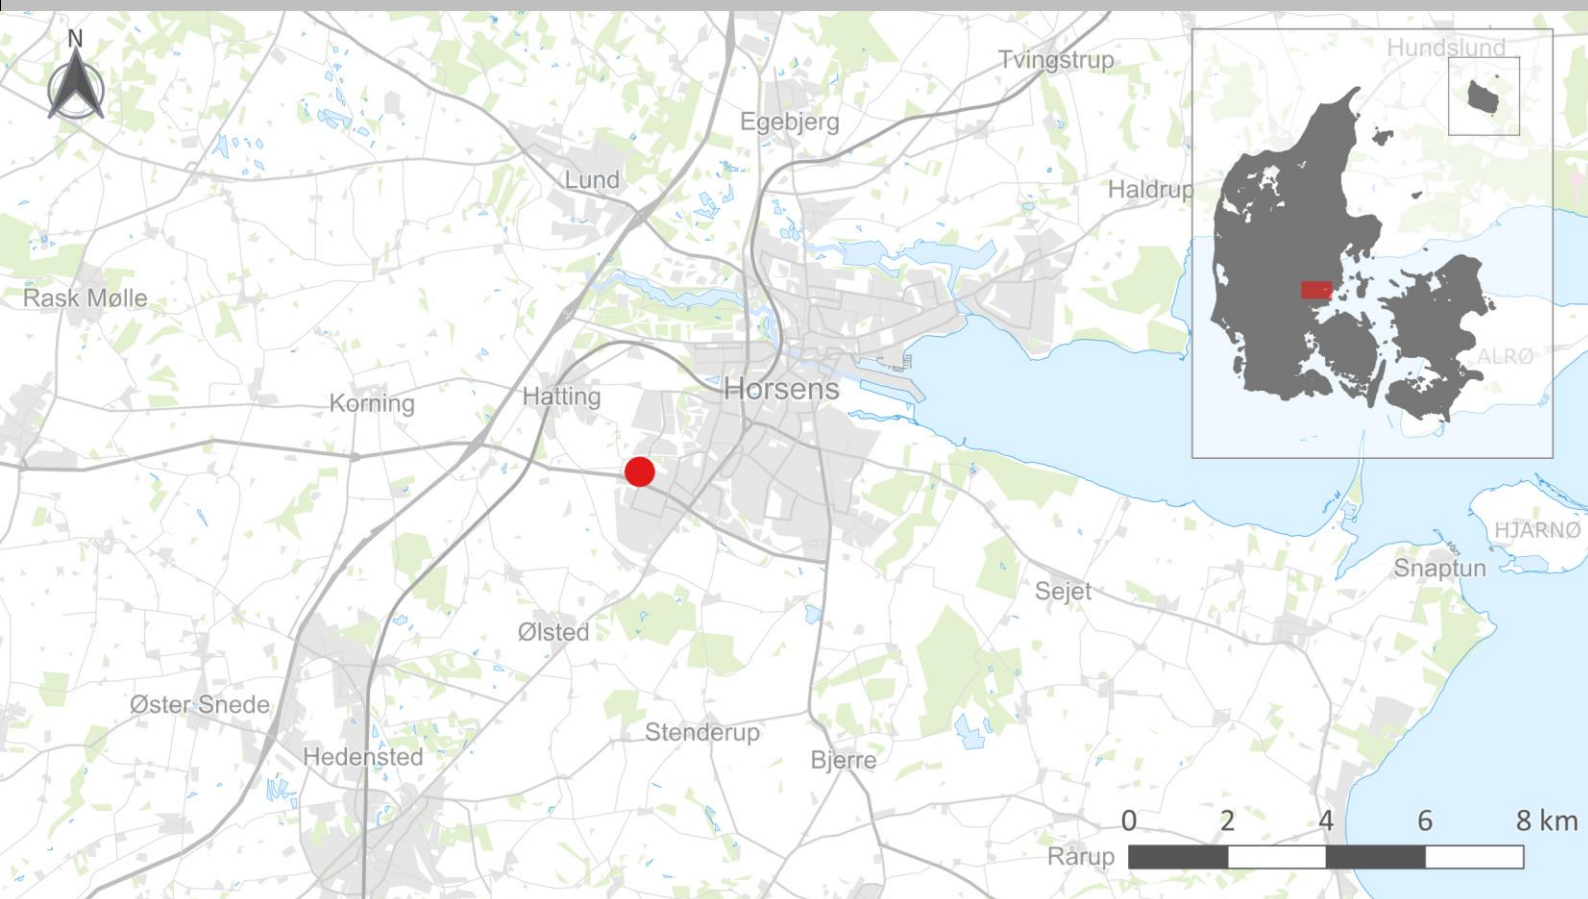 N
Hundslund
Tvingstrup
Egebjerg
Lund
Haldrup
Rask Mølle
ALRØ
Horsens
Hatting
Korning
HJARNØ
Snaptun
Sejet
Ølsted
Øster Snede
Stenderup
Hedensted
Bjerre
0 2 4 6 8 km
Rårup